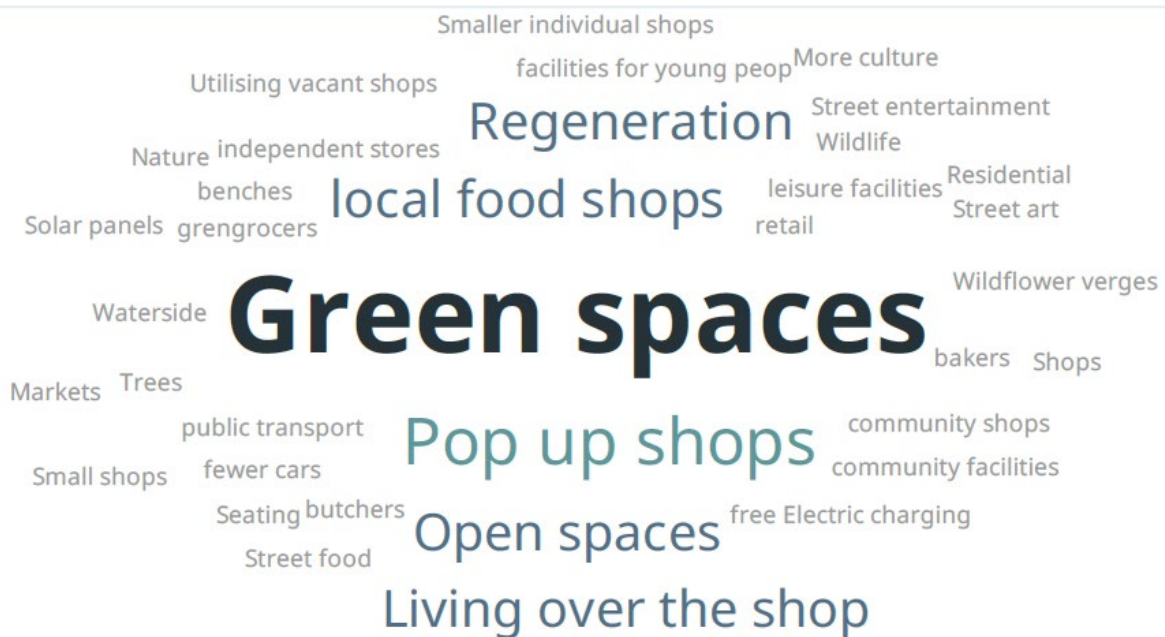 Smaller individual shops
More culture
facilities for young peop
Utilising vacant shops
Regeneration
Street entertainment
Wildlife
Nature
independent stores
benches
local food shops
leisure facilities
Residential
Street art
Solar panels
grengrocers
retail
Wildflower verges
Waterside
Green spaces
bakers
Shops
Markets
Trees
public transport
Pop up shops
community shops
community facilities
Small shops
fewer cars
Seating
butchers
Open spaces
free Electric charging
Street food
Living over the shop